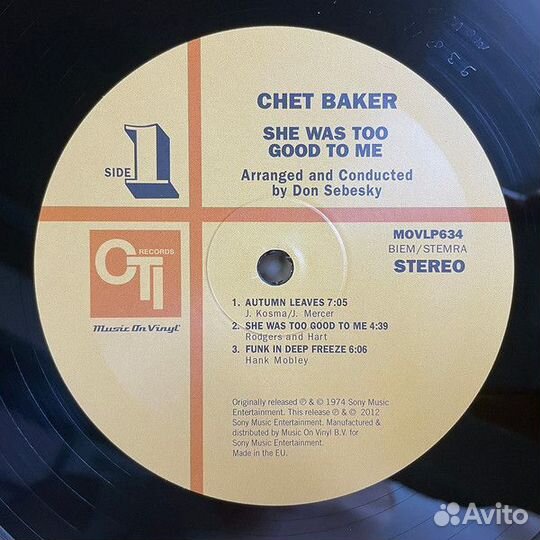 CHET BAKER
SHE WAS TOO
GOOD TO ME
Arranged and Conducted
by Don Sebesky
SIDE 1
CTI RECORDS
Music On Vinyl
MOVLP634
BIEM/STEMRA
STEREO
1. AUTUMN LEAVES 7:05
J. Kosma/J. Mercer
2. SHE WAS TOO GOOD TO ME 4:39
Rodgers and Hart
3. FUNK IN DEEP FREEZE 6:06
Hank Mobley
Originally released ℗ & © 1974 Sony Music
Entertainment. This release ℗ & © 2012
Sony Music Entertainment. Manufactured &
distributed by Music On Vinyl B.V. for
Sony Music Entertainment.
Made in the EU.
Avito